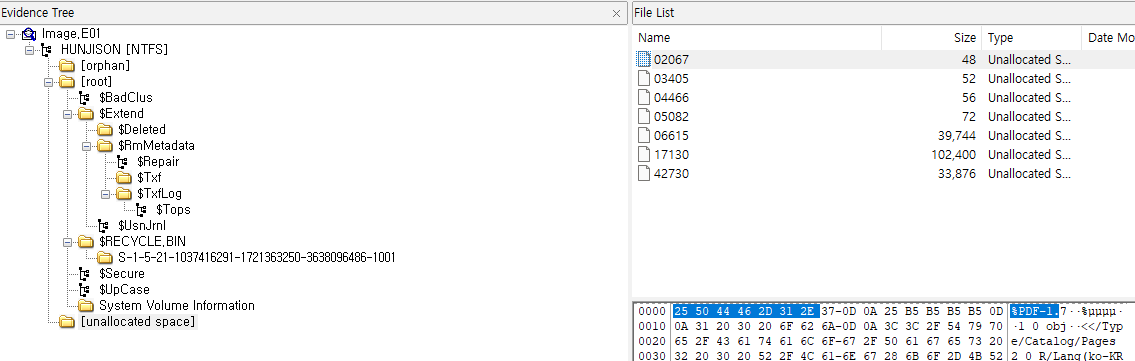 Evidence Tree
Image.E01
HUNJISON [NTFS]
[orphan]
[root]
$BadClus
$Extend
$Deleted
$RmMetadata
$Repair
$Txf
$TxfLog
$Tops
$UsnJrnl
$RECYCLE.BIN
S-1-5-21-1037416291-1721363250-3638096486-1001
$Secure
$UpCase
System Volume Information
[unallocated space]
File List
Name Size Type Date Mo
02067 48 Unallocated S...
03405 52 Unallocated S...
04466 56 Unallocated S...
05082 72 Unallocated S...
06615 39,744 Unallocated S...
17130 102,400 Unallocated S...
42730 33,876 Unallocated S...
0000 25 50 44 46 2D 31 2E 37-0D 0A 25 B5 B5 B5 B5 0D %PDF-1.7··%µµµµ·
0010 0A 31 20 30 20 6F 62 6A-0D 0A 3C 3C 2F 54 79 70 ·1 0 obj··<</Typ
0020 65 2F 43 61 74 61 6C 6F-67 2F 50 61 67 65 73 20 e/Catalog/Pages
0030 32 20 30 20 52 2F 4C 61-6E 67 28 6B 6F 2D 4B 52 2 0 R/Lang(ko-KR